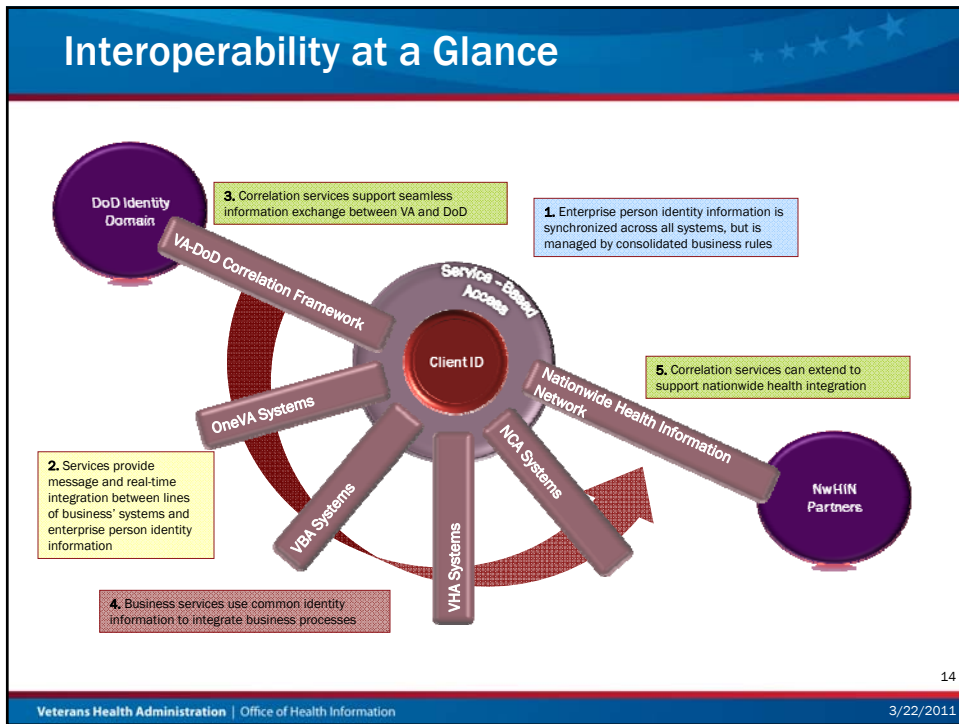 Interoperability at a Glance
DoD Identity
Domain
3. Correlation services support seamless
information exchange between VA and DoD
1. Enterprise person identity information is
synchronized across all systems, but is
managed by consolidated business rules
VA-DoD Correlation Framework
Service - Based
Access
Client ID
5. Correlation services can extend to
support nationwide health integration
Nationwide Health Information
Network
OneVA Systems
NCA Systems
2. Services provide
message and real-time
integration between lines
of business’ systems and
enterprise person identity
information
VBA Systems
VHA Systems
NwHIN
Partners
4. Business services use common identity
information to integrate business processes
14
Veterans Health Administration | Office of Health Information
3/22/2011